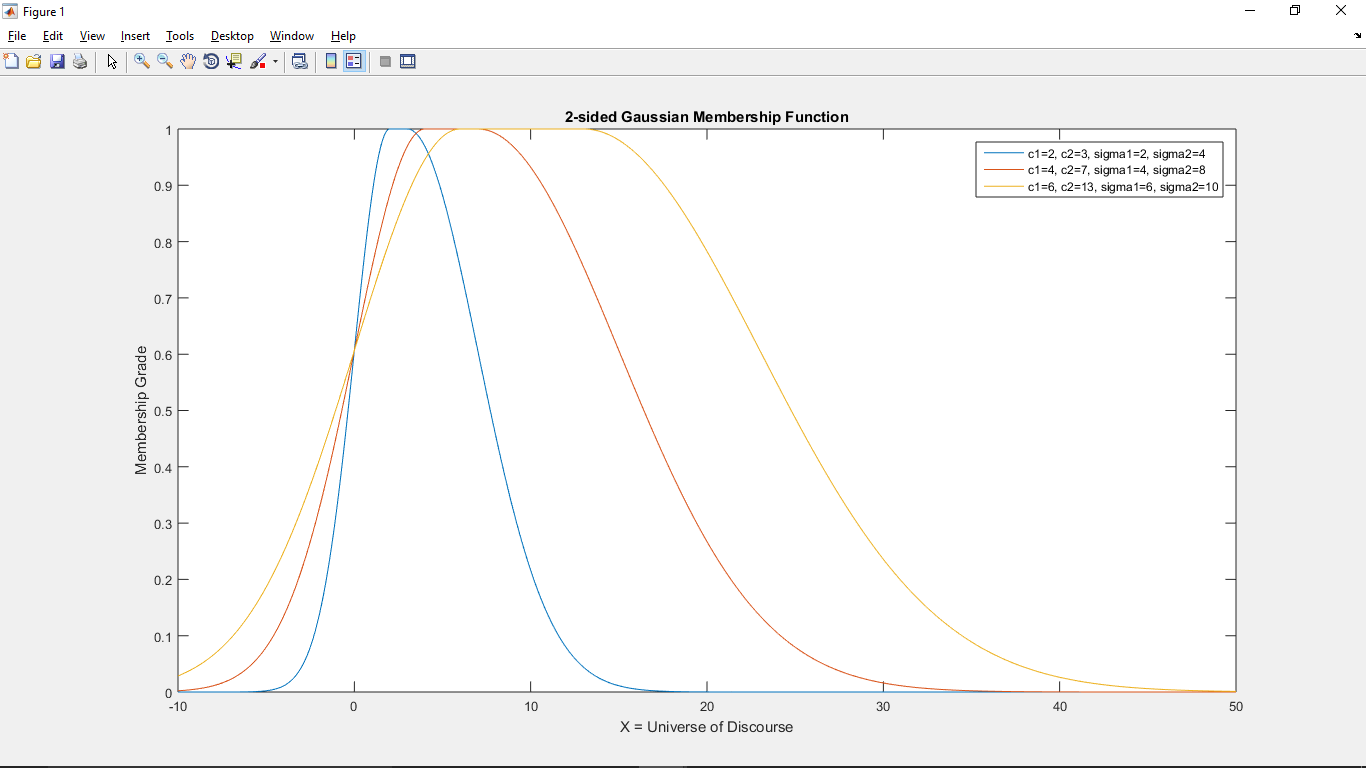 Figure 1
File Edit View Insert Tools Desktop Window Help
2-sided Gaussian Membership Function
c1=2, c2=3, sigma1=2, sigma2=4
c1=4, c2=7, sigma1=4, sigma2=8
c1=6, c2=13, sigma1=6, sigma2=10
1
0.9
0.8
0.7
0.6
0.5
0.4
0.3
0.2
0.1
0
Membership Grade
-10 0 10 20 30 40 50
X = Universe of Discourse